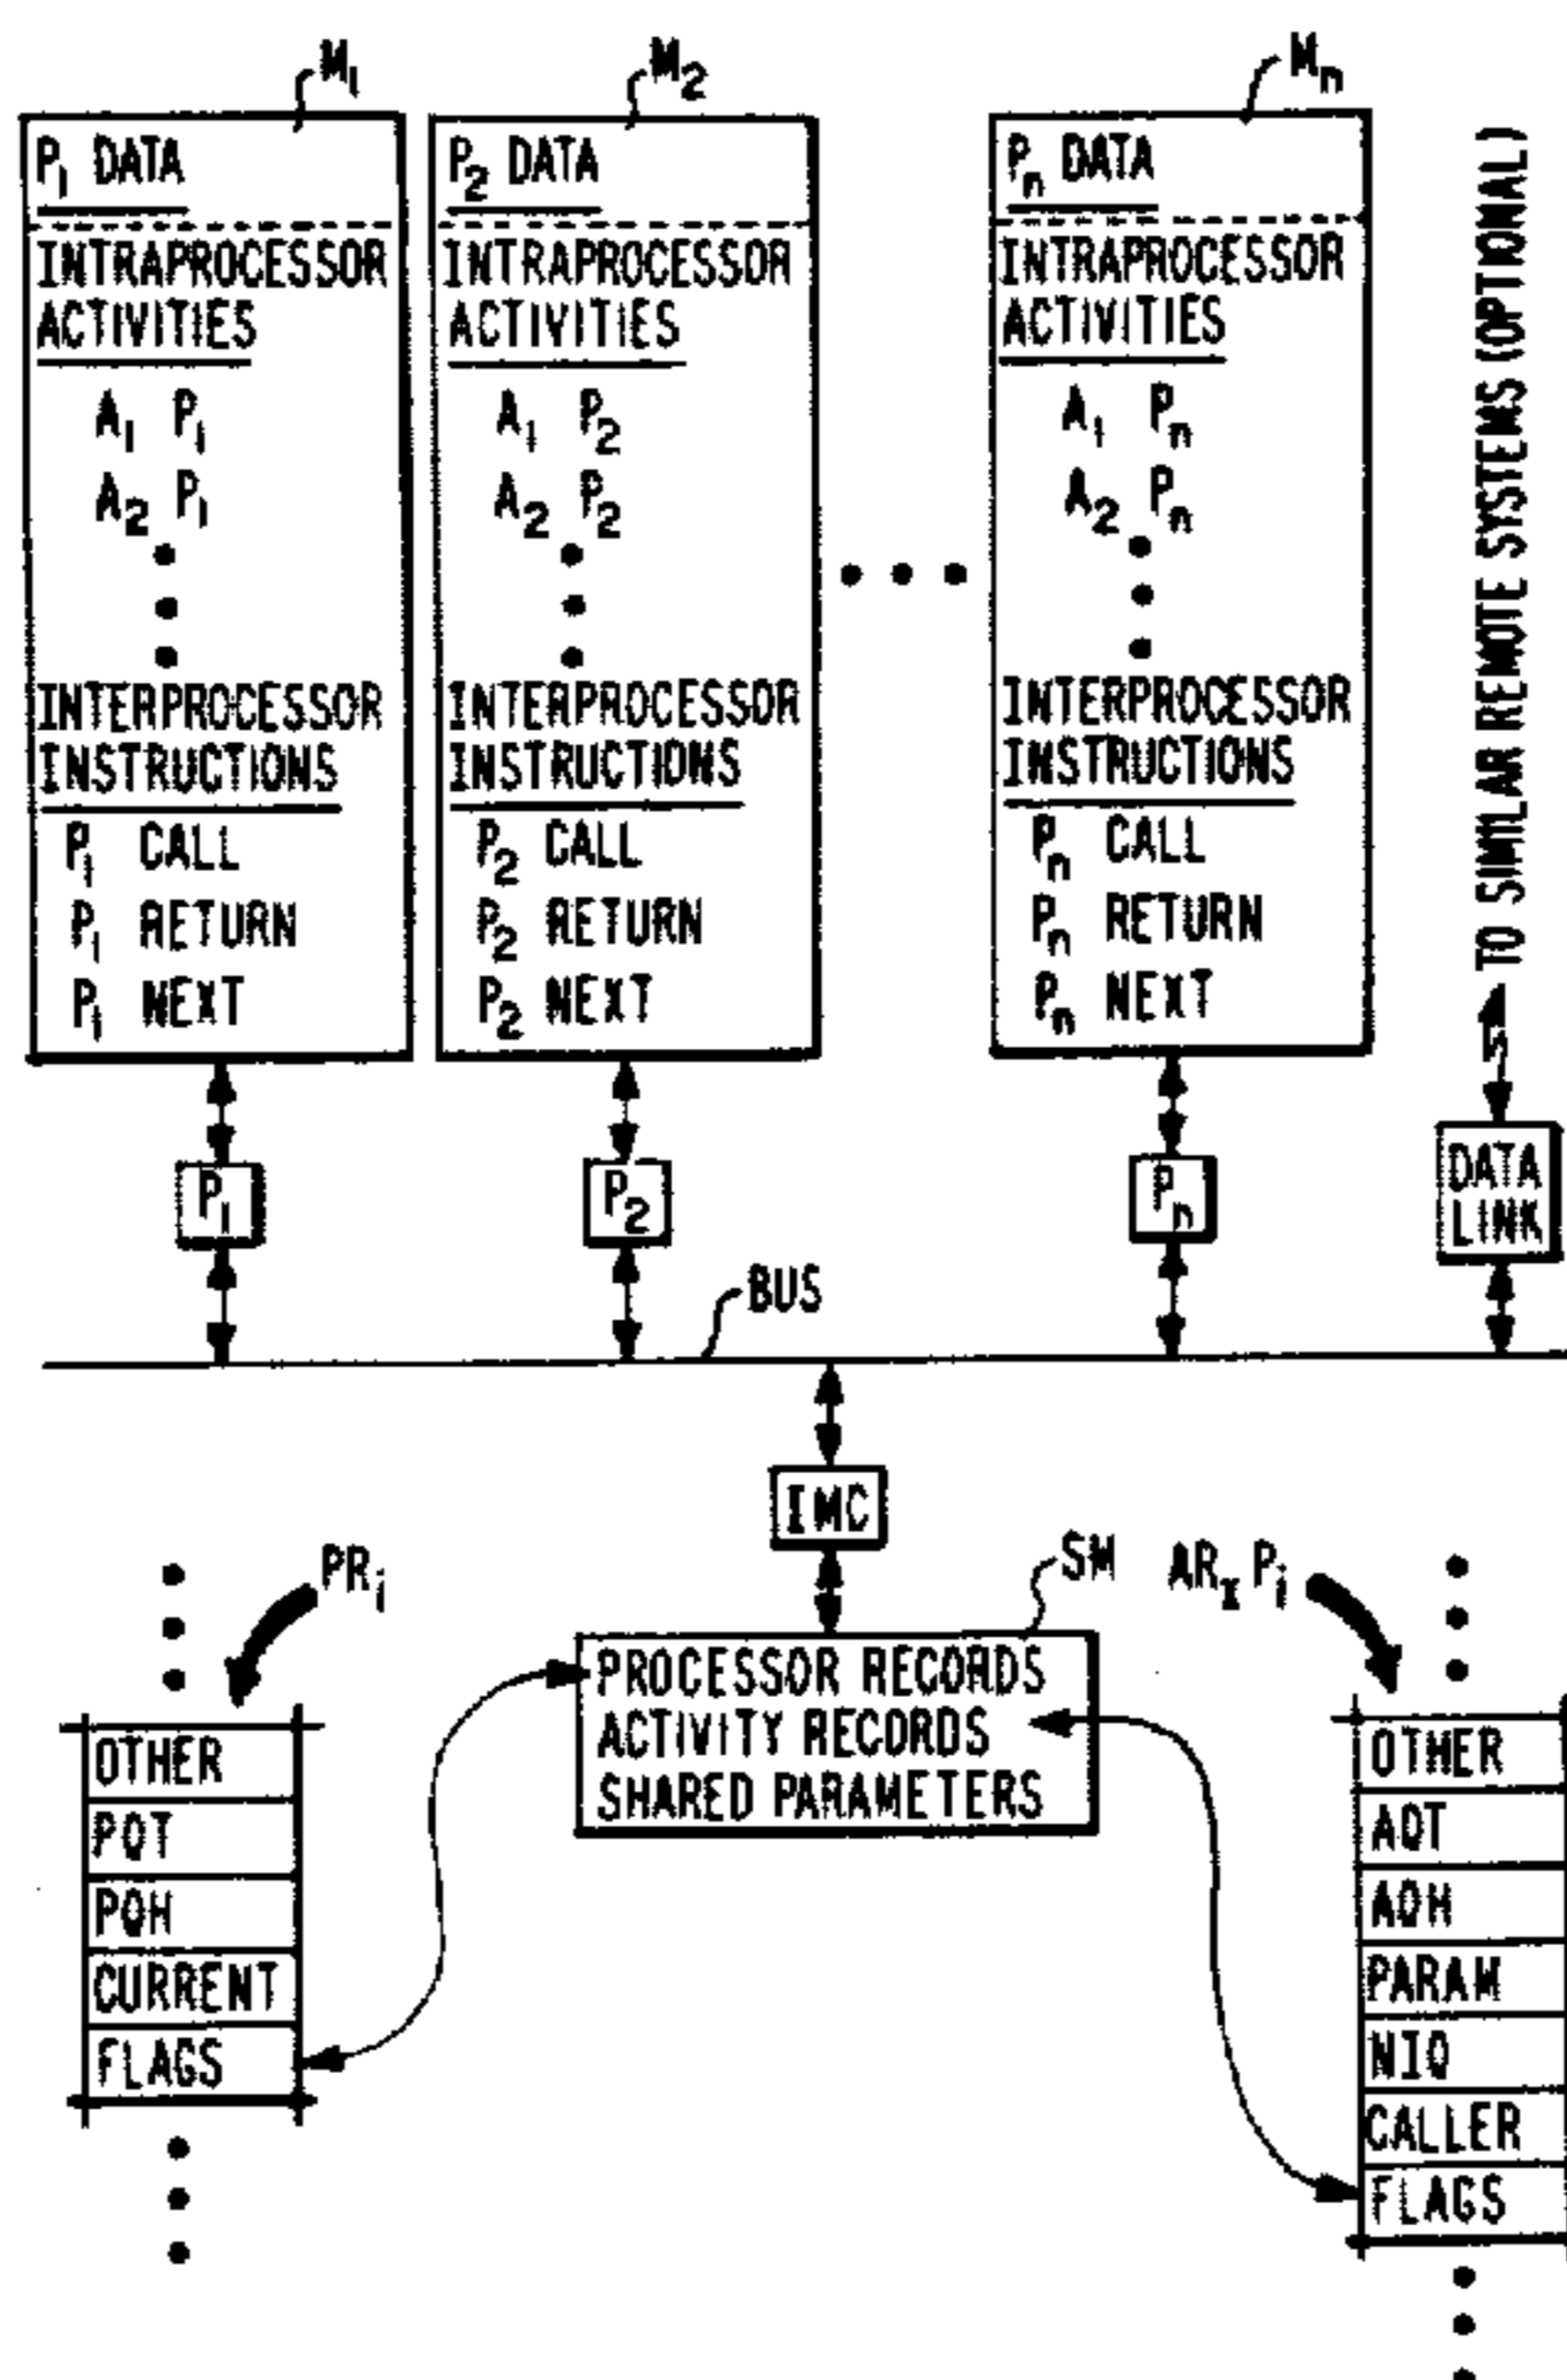 M1
P1 DATA
INTRAPROCESSOR
ACTIVITIES
A1 P1
A2 P1
INTERPROCESSOR
INSTRUCTIONS
P1 CALL
P1 RETURN
P1 NEXT
P1
M2
P2 DATA
INTRAPROCESSOR
ACTIVITIES
A1 P2
A2 P2
INTERPROCESSOR
INSTRUCTIONS
P2 CALL
P2 RETURN
P2 NEXT
P2
Mn
Pn DATA
INTRAPROCESSOR
ACTIVITIES
A1 Pn
A2 Pn
INTERPROCESSOR
INSTRUCTIONS
Pn CALL
Pn RETURN
Pn NEXT
Pn
TO SIMILAR REMOTE SYSTEMS (OPTIONAL)
DATA
LINK
BUS
IMC
SM
PROCESSOR RECORDS
ACTIVITY RECORDS
SHARED PARAMETERS
PRi
OTHER
PQT
PQH
CURRENT
FLAGS
ARx Pi
OTHER
AQT
AQH
PARAM
NIQ
CALLER
FLAGS